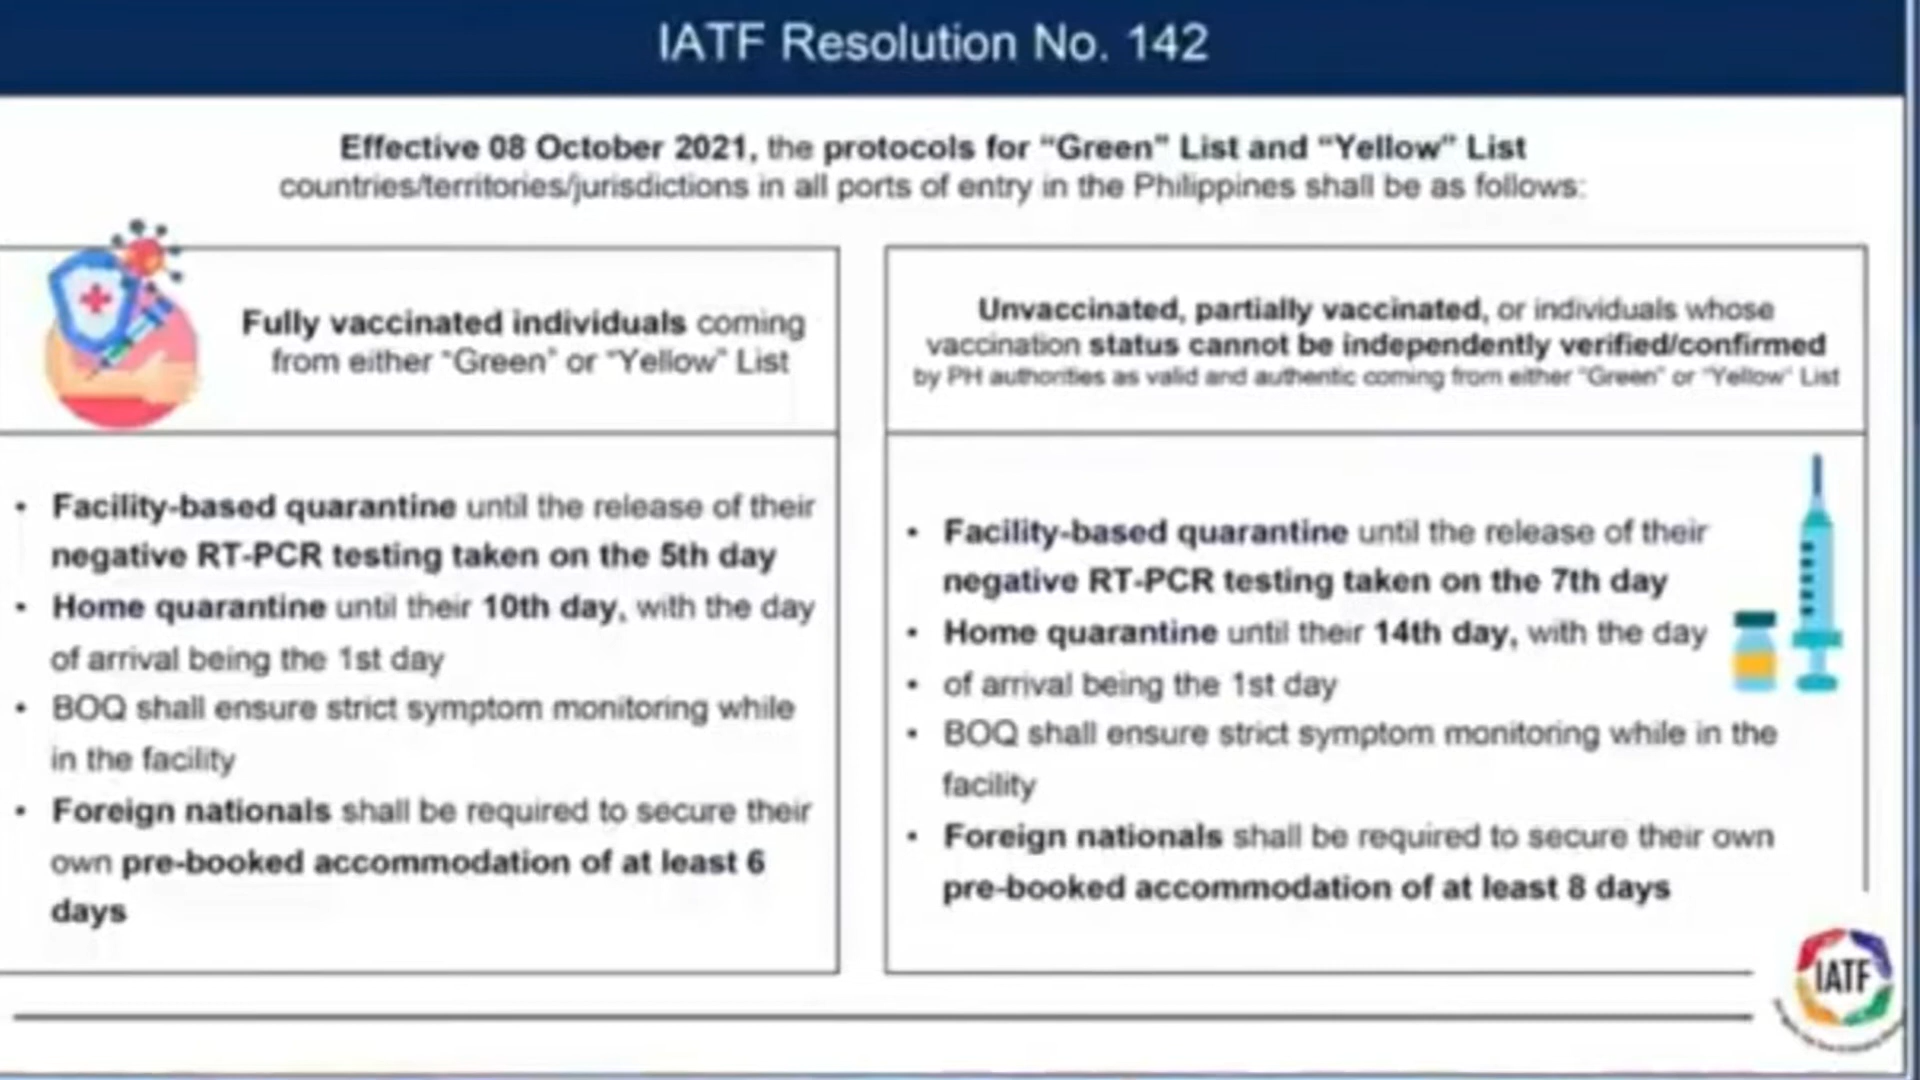 IATF Resolution No. 142
Effective 08 October 2021, the protocols for “Green” List and “Yellow” List
countries/territories/jurisdictions in all ports of entry in the Philippines shall be as follows:
Fully vaccinated individuals coming
from either “Green” or “Yellow” List
• Facility-based quarantine until the release of their
negative RT-PCR testing taken on the 5th day
• Home quarantine until their 10th day, with the day
of arrival being the 1st day
• BOQ shall ensure strict symptom monitoring while
in the facility
• Foreign nationals shall be required to secure their
own pre-booked accommodation of at least 6
days
Unvaccinated, partially vaccinated, or individuals whose
vaccination status cannot be independently verified/confirmed
by PH authorities as valid and authentic coming from either “Green” or “Yellow” List
• Facility-based quarantine until the release of their
negative RT-PCR testing taken on the 7th day
• Home quarantine until their 14th day, with the day
• of arrival being the 1st day
• BOQ shall ensure strict symptom monitoring while in the
facility
• Foreign nationals shall be required to secure their own
pre-booked accommodation of at least 8 days
IATF